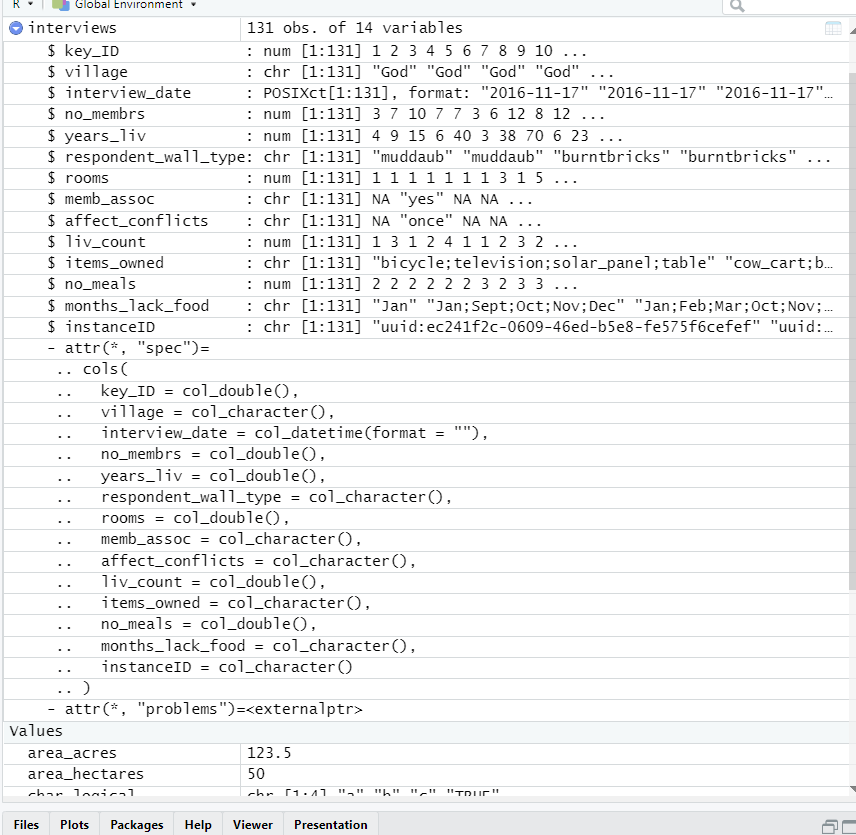 R Global Environment
interviews 131 obs. of 14 variables
$ key_ID : num [1:131] 1 2 3 4 5 6 7 8 9 10 ...
$ village : chr [1:131] "God" "God" "God" "God" ...
$ interview_date : POSIXct[1:131], format: "2016-11-17" "2016-11-17" "2016-11-17"…
$ no_membrs : num [1:131] 3 7 10 7 7 3 6 12 8 12 ...
$ years_liv : num [1:131] 4 9 15 6 40 3 38 70 6 23 ...
$ respondent_wall_type: chr [1:131] "muddaub" "muddaub" "burntbricks" "burntbricks" ...
$ rooms : num [1:131] 1 1 1 1 1 1 1 3 1 5 ...
$ memb_assoc : chr [1:131] NA "yes" NA NA ...
$ affect_conflicts : chr [1:131] NA "once" NA NA ...
$ liv_count : num [1:131] 1 3 1 2 4 1 1 2 3 2 ...
$ items_owned : chr [1:131] "bicycle;television;solar_panel;table" "cow_cart;b…
$ no_meals : num [1:131] 2 2 2 2 2 2 3 2 3 3 ...
$ months_lack_food : chr [1:131] "Jan" "Jan;Sept;Oct;Nov;Dec" "Jan;Feb;Mar;Oct;Nov;…
$ instanceID : chr [1:131] "uuid:ec241f2c-0609-46ed-b5e8-fe575f6cefef" "uuid:…
- attr(*, "spec")=
.. cols(
.. key_ID = col_double(),
.. village = col_character(),
.. interview_date = col_datetime(format = ""),
.. no_membrs = col_double(),
.. years_liv = col_double(),
.. respondent_wall_type = col_character(),
.. rooms = col_double(),
.. memb_assoc = col_character(),
.. affect_conflicts = col_character(),
.. liv_count = col_double(),
.. items_owned = col_character(),
.. no_meals = col_double(),
.. months_lack_food = col_character(),
.. instanceID = col_character()
.. )
- attr(*, "problems")=<externalptr>
Values
area_acres 123.5
area_hectares 50
char_logical chr [1:4] "a" "b" "c" "TRUE"
Files Plots Packages Help Viewer Presentation